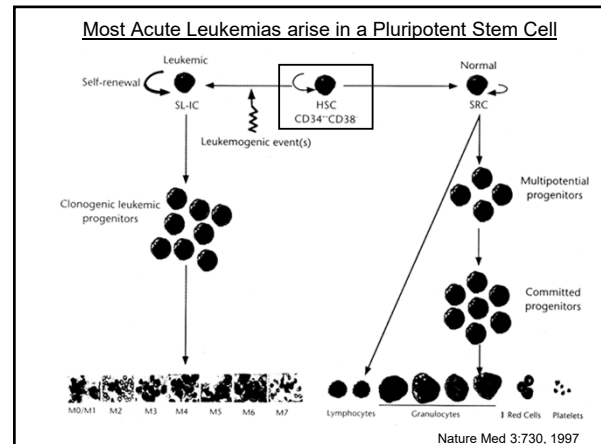 Most Acute Leukemias arise in a Pluripotent Stem Cell
Leukemic
Normal
Self-renewal
SL-IC
HSC
CD34++CD38-
SRC
Leukemogenic event(s)
Clonogenic leukemic
progenitors
Multipotential
progenitors
Committed
progenitors
M0/M1 M2 M3 M4 M5 M6 M7
Lymphocytes Granulocytes Red Cells Platelets
Nature Med 3:730, 1997